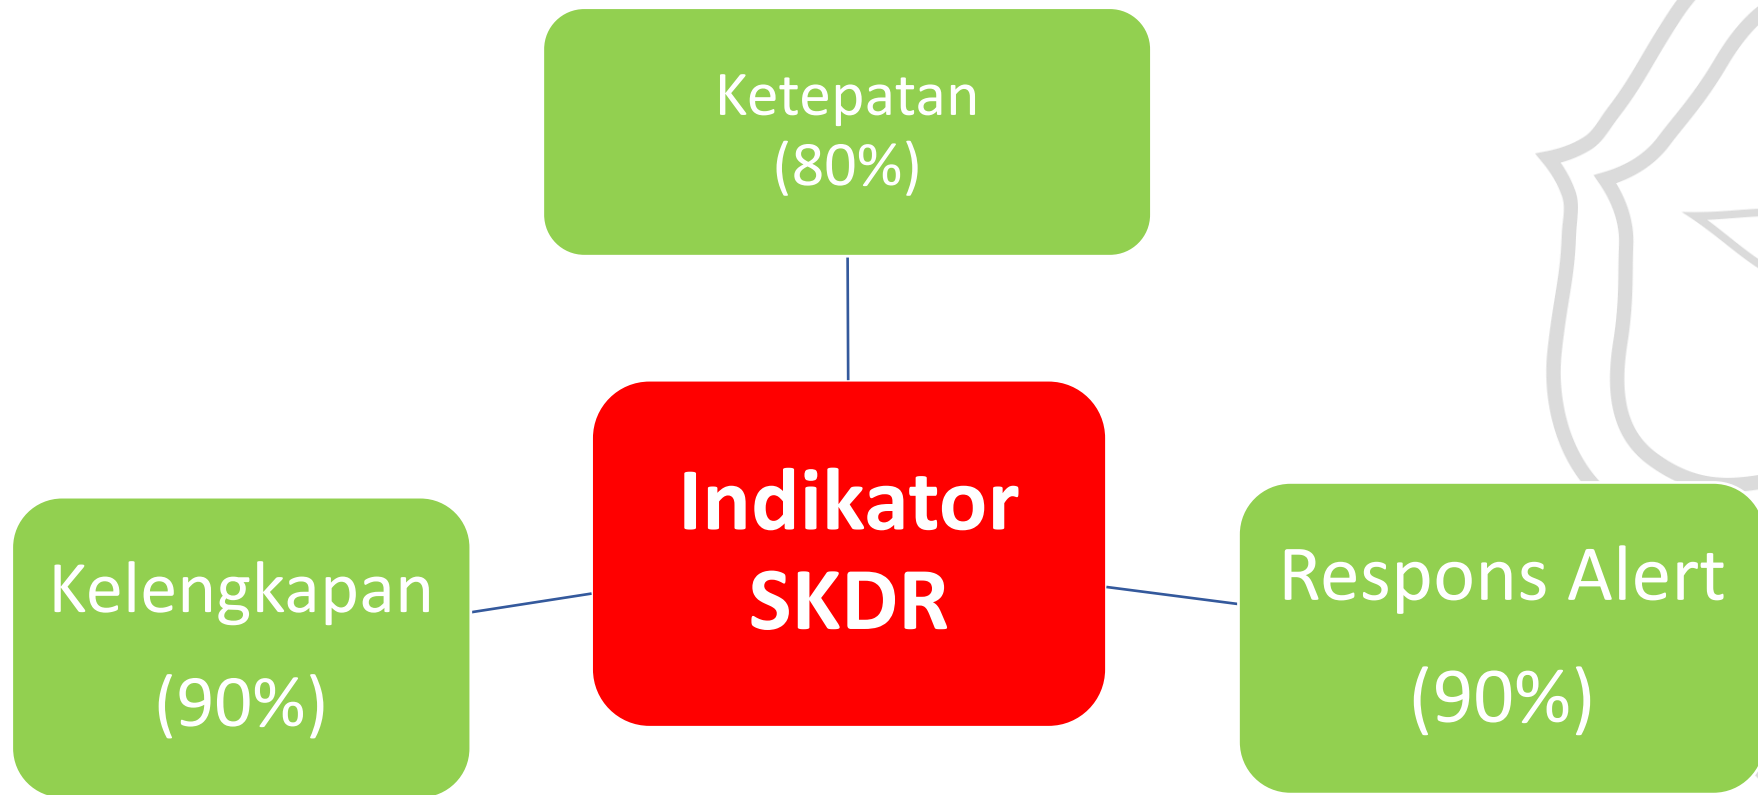 Ketepatan
(80%)
Indikator
SKDR
Kelengkapan
(90%)
Respons Alert
(90%)